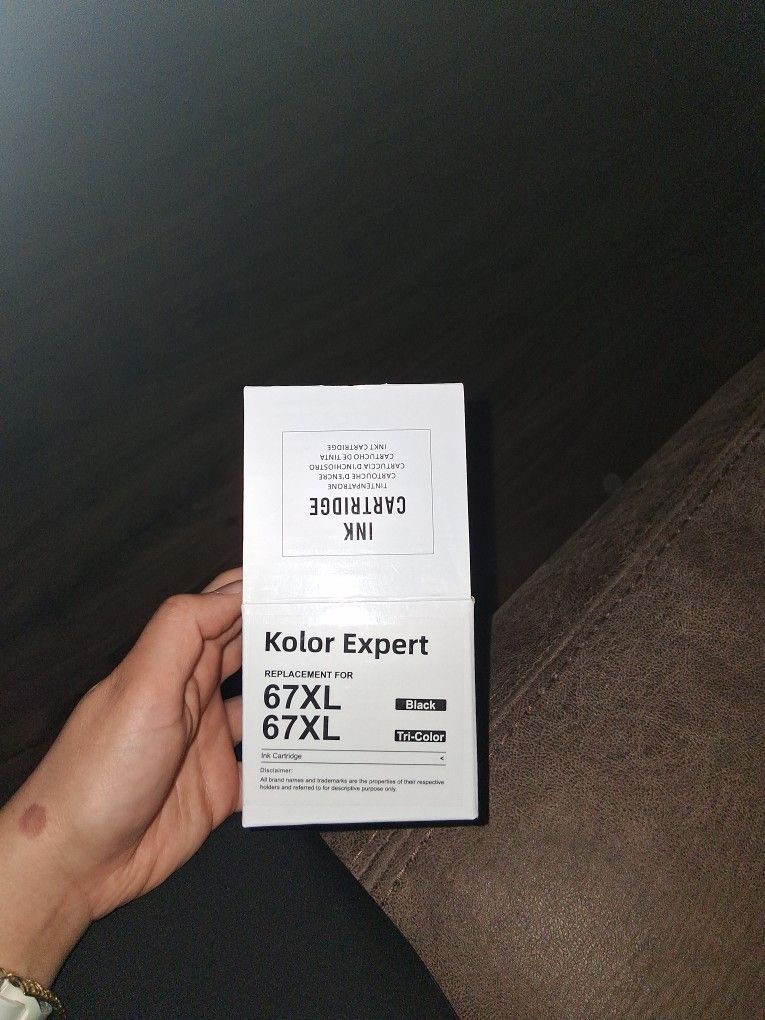 INK
CARTRIDGE
TINTENPATRONE
CARTOUCHE D'ENCRE
CARTUCCIA D'INCHIOSTRO
CARTUCHO DE TINTA
INKT CARTRIDGE
Kolor Expert
REPLACEMENT FOR
67XL Black
67XL Tri-Color
Ink Cartridge <
Disclaimer:
All brand names and trademarks are the properties of their respective
holders and referred to for descriptive purpose only.